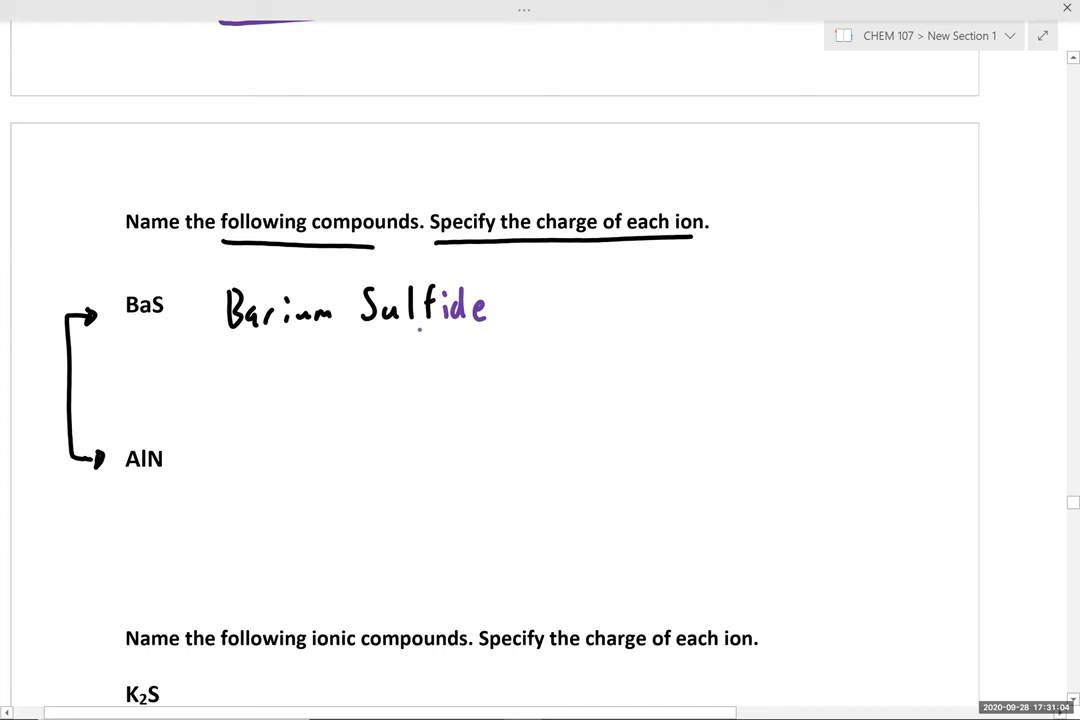 CHEM 107 > New Section 1
Name the following compounds. Specify the charge of each ion.
BaS Barium Sulfide
AlN
Name the following ionic compounds. Specify the charge of each ion.
K₂S
2020-09-28 17:31:04